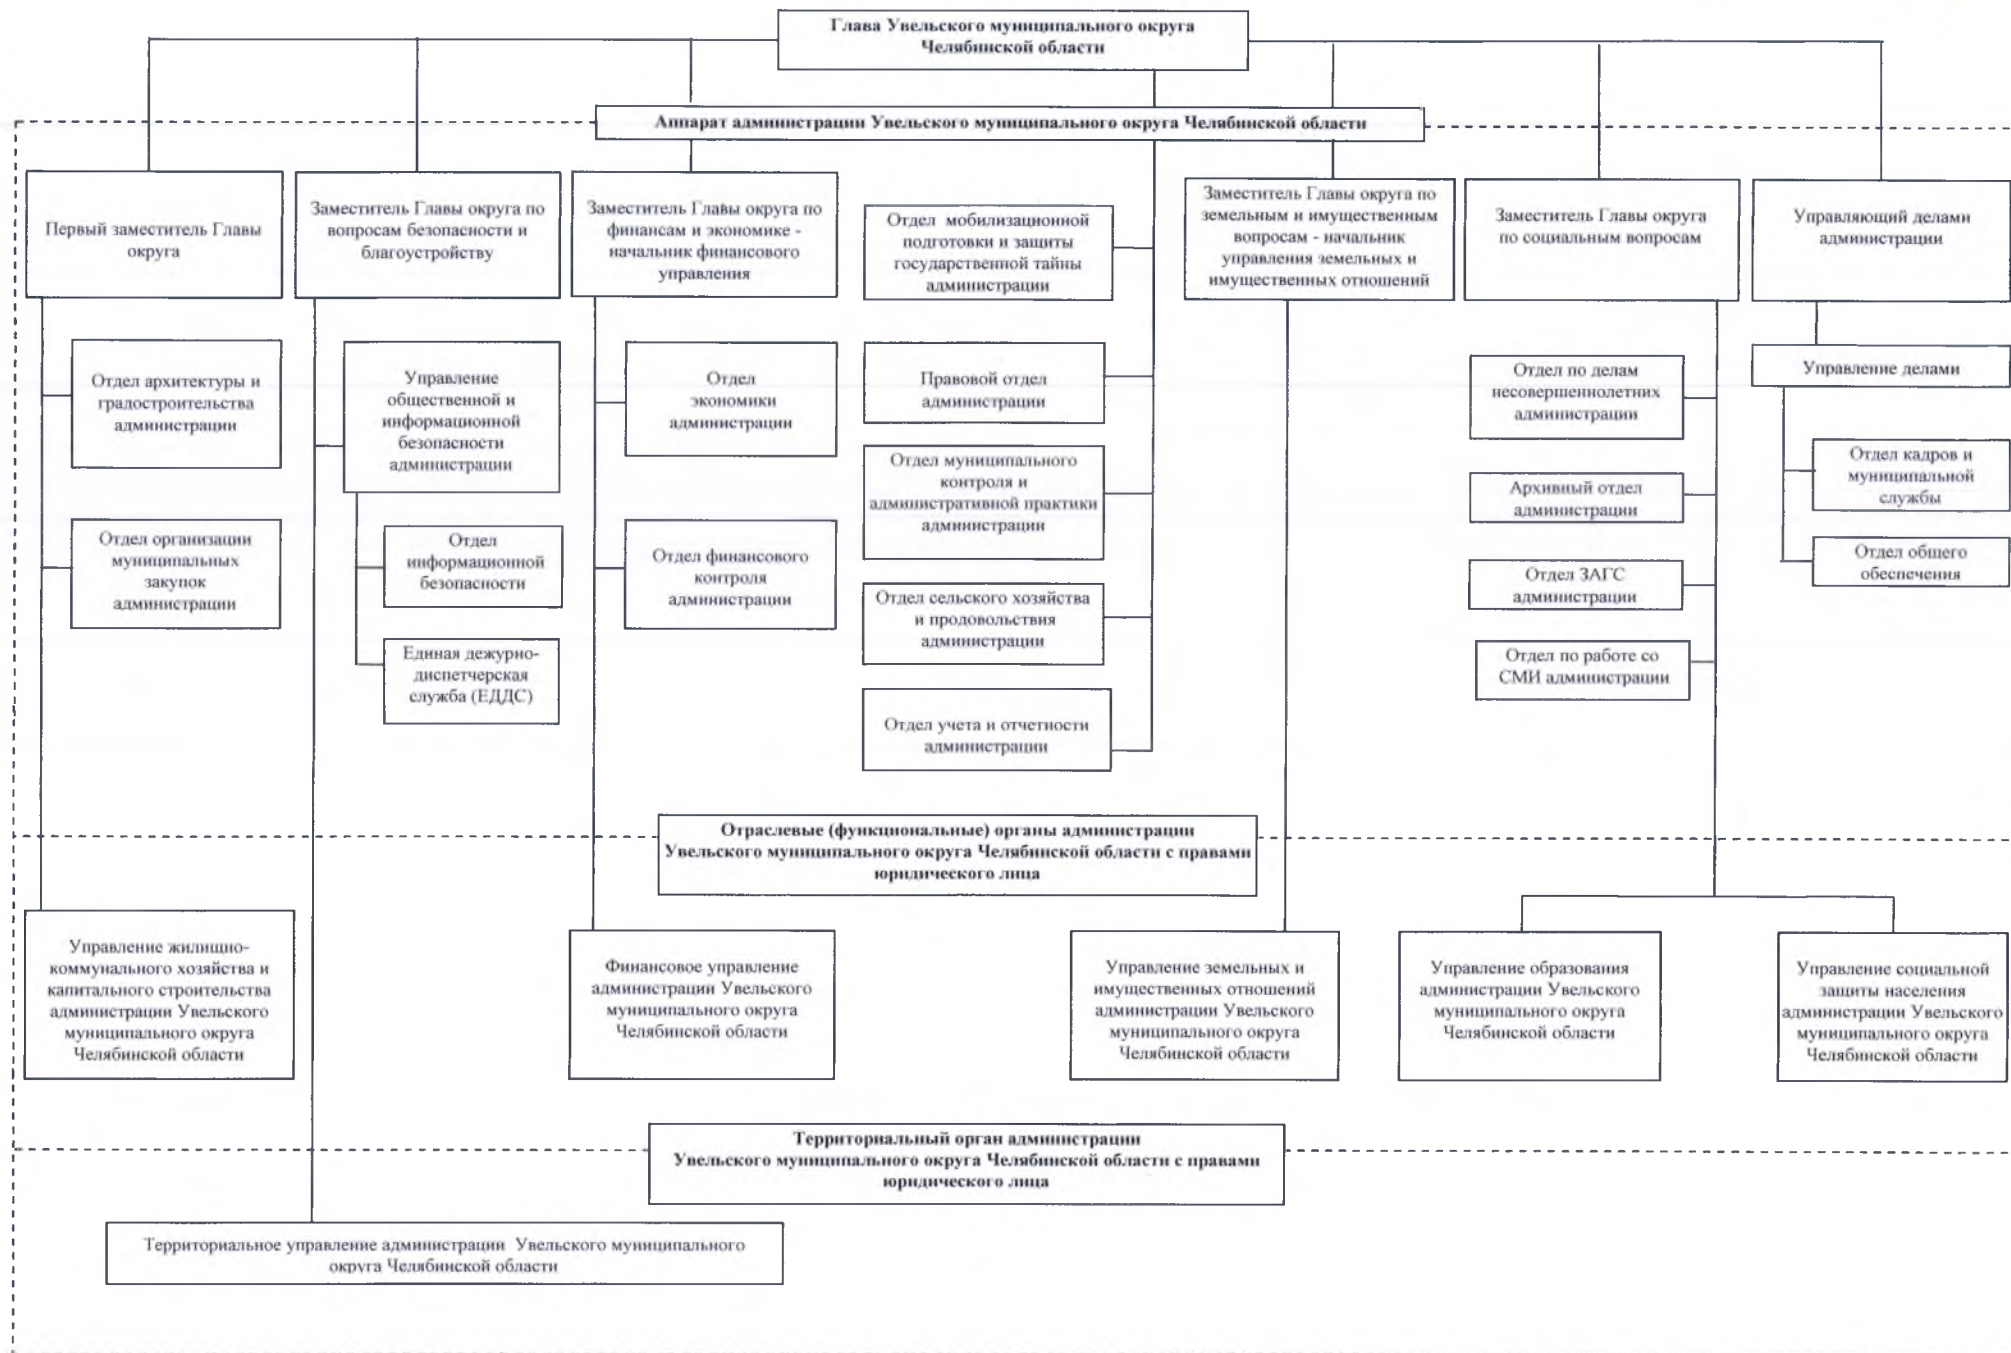 Глава Увельского муниципального округа
Челябинской области
Аппарат администрации Увельского муниципального округа Челябинской области
Первый заместитель Главы
округа
Заместитель Главы округа по
вопросам безопасности и
благоустройству
Заместитель Главы округа по
финансам и экономике -
начальник финансового
управления
Отдел мобилизационной
подготовки и защиты
государственной тайны
администрации
Заместитель Главы округа по
земельным и имущественным
вопросам - начальник
управления земельных и
имущественных отношений
Заместитель Главы округа
по социальным вопросам
Управляющий делами
администрации
Отдел архитектуры и
градостроительства
администрации
Управление
общественной и
информационной
безопасности
администрации
Отдел
экономики
администрации
Правовой отдел
администрации
Отдел по делам
несовершеннолетних
администрации
Управление делами
Отдел муниципального
контроля и
административной практики
администрации
Архивный отдел
администрации
Отдел кадров и
муниципальной
службы
Отдел организации
муниципальных
закупок
администрации
Отдел
информационной
безопасности
Отдел финансового
контроля
администрации
Отдел сельского хозяйства
и продовольствия
администрации
Отдел ЗАГС
администрации
Отдел общего
обеспечения
Единая дежурно-
диспетчерская
служба (ЕДДС)
Отдел учета и отчетности
администрации
Отдел по работе со
СМИ администрации
Отраслевые (функциональные) органы администрации
Увельского муниципального округа Челябинской области с правами
юридического лица
Управление жилищно-
коммунального хозяйства и
капитального строительства
администрации Увельского
муниципального округа
Челябинской области
Финансовое управление
администрации Увельского
муниципального округа
Челябинской области
Управление земельных и
имущественных отношений
администрации Увельского
муниципального округа
Челябинской области
Управление образования
администрации Увельского
муниципального округа
Челябинской области
Управление социальной
защиты населения
администрации Увельского
муниципального округа
Челябинской области
Территориальный орган администрации
Увельского муниципального округа Челябинской области с правами
юридического лица
Территориальное управление администрации Увельского муниципального
округа Челябинской области